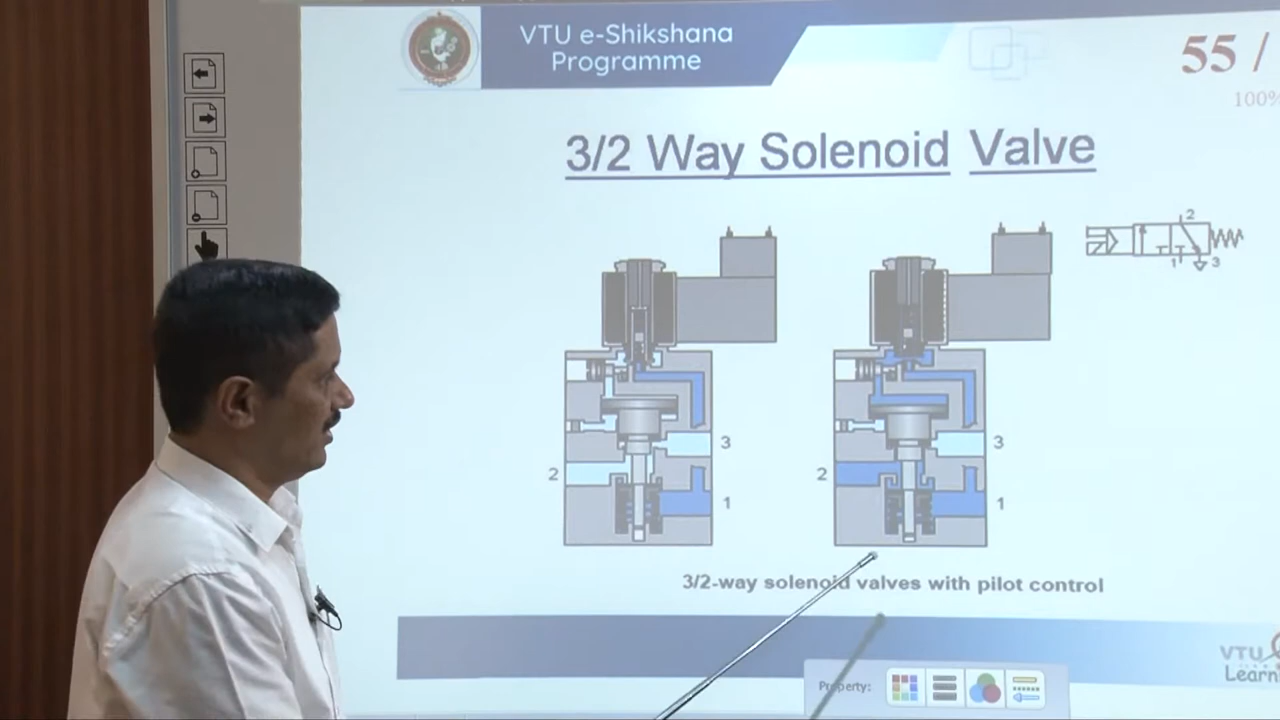 VTU e-Shikshana
Programme
55 /
100%
3/2 Way Solenoid Valve
2
1
3
3
2
1
3
2
1
3/2-way solenoid valves with pilot control
VTU
Learn
Property: